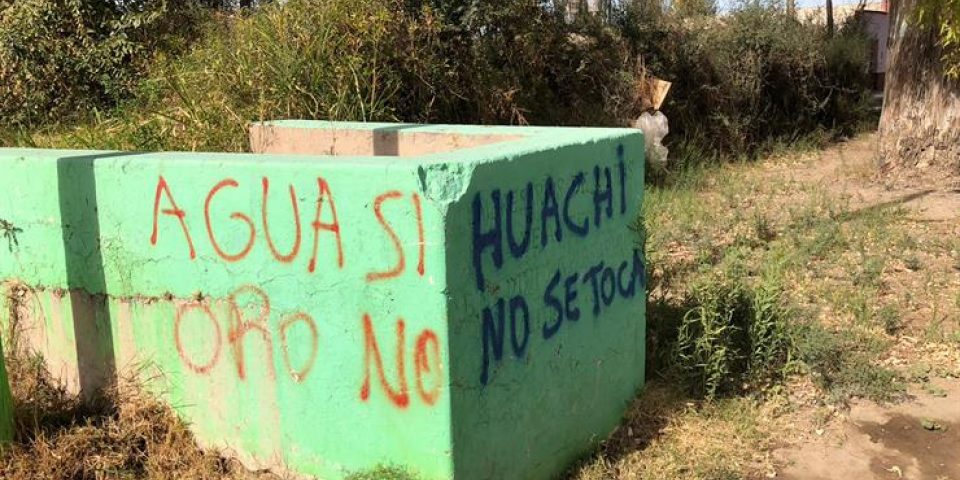 AGUA SI
ORO NO
HUACHi
NO SE TOCA